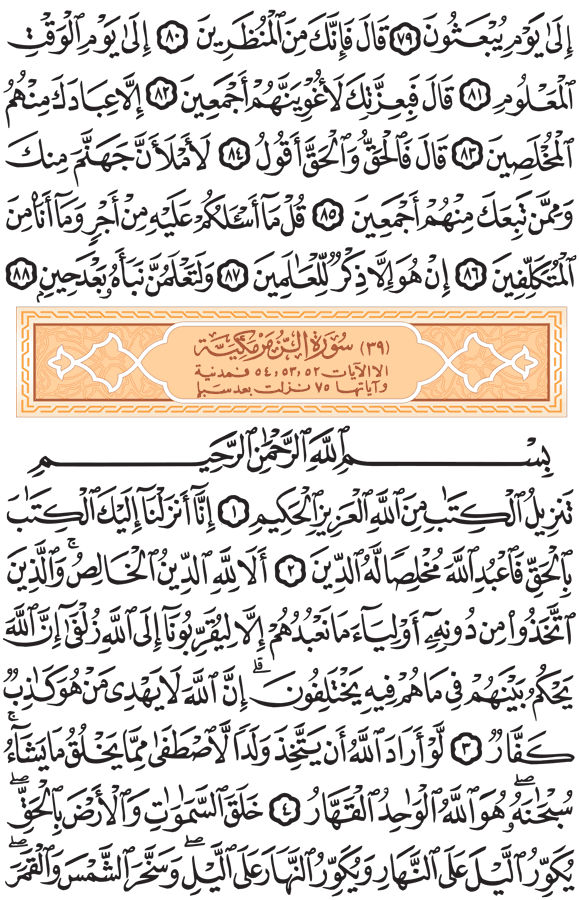 إِلَىٰ يَوۡمِ يُبۡعَثُونَ ٧٩ قَالَ فَإِنَّكَ مِنَ ٱلۡمُنظَرِينَ ٨٠ إِلَىٰ يَوۡمِ ٱلۡوَقۡتِ
ٱلۡمَعۡلُومِ ٨١ قَالَ فَبِعِزَّتِكَ لَأُغۡوِيَنَّهُمۡ أَجۡمَعِينَ ٨٢ إِلَّا عِبَادَكَ مِنۡهُمُ
ٱلۡمُخۡلَصِينَ ٨٣ قَالَ فَٱلۡحَقُّ وَٱلۡحَقَّ أَقُولُ ٨٤ لَأَمۡلَأَنَّ جَهَنَّمَ مِنكَ
وَمِمَّن تَبِعَكَ مِنۡهُمۡ أَجۡمَعِينَ ٨٥ قُلۡ مَآ أَسۡـَٔلُكُمۡ عَلَيۡهِ مِنۡ أَجۡرٖ وَمَآ أَنَا۠ مِنَ
ٱلۡمُتَكَلِّفِينَ ٨٦ إِنۡ هُوَ إِلَّا ذِكۡرٞ لِّلۡعَٰلَمِينَ ٨٧ وَلَتَعۡلَمُنَّ نَبَأَهُۥ بَعۡدَ حِينِۭ ٨٨
(٣٩) سُورَة الزُّمَر مَكِيَّة
الا الآيات ٥٢، ٥٣، ٥٤ فمدنية
وآياتها ٧٥ نزلت بعد سبإ
بِسۡمِ ٱللَّهِ ٱلرَّحۡمَٰنِ ٱلرَّحِيمِ
تَنزِيلُ ٱلۡكِتَٰبِ مِنَ ٱللَّهِ ٱلۡعَزِيزِ ٱلۡحَكِيمِ ١ إِنَّآ أَنزَلۡنَآ إِلَيۡكَ ٱلۡكِتَٰبَ
بِٱلۡحَقِّ فَٱعۡبُدِ ٱللَّهَ مُخۡلِصٗا لَّهُ ٱلدِّينَ ٢ أَلَا لِلَّهِ ٱلدِّينُ ٱلۡخَالِصُۚ وَٱلَّذِينَ
ٱتَّخَذُواْ مِن دُونِهِۦٓ أَوۡلِيَآءَ مَا نَعۡبُدُهُمۡ إِلَّا لِيُقَرِّبُونَآ إِلَى ٱللَّهِ زُلۡفَىٰٓ إِنَّ ٱللَّهَ
يَحۡكُمُ بَيۡنَهُمۡ فِي مَا هُمۡ فِيهِ يَخۡتَلِفُونَۗ إِنَّ ٱللَّهَ لَا يَهۡدِي مَنۡ هُوَ كَٰذِبٞ
كَفَّارٞ ٣ لَّوۡ أَرَادَ ٱللَّهُ أَن يَتَّخِذَ وَلَدٗا لَّٱصۡطَفَىٰ مِمَّا يَخۡلُقُ مَا يَشَآءُۚ
سُبۡحَٰنَهُۥۖ هُوَ ٱللَّهُ ٱلۡوَٰحِدُ ٱلۡقَهَّارُ ٤ خَلَقَ ٱلسَّمَٰوَٰتِ وَٱلۡأَرۡضَ بِٱلۡحَقِّۖ
يُكَوِّرُ ٱلَّيۡلَ عَلَى ٱلنَّهَارِ وَيُكَوِّرُ ٱلنَّهَارَ عَلَى ٱلَّيۡلِۖ وَسَخَّرَ ٱلشَّمۡسَ وَٱلۡقَمَرَۖ